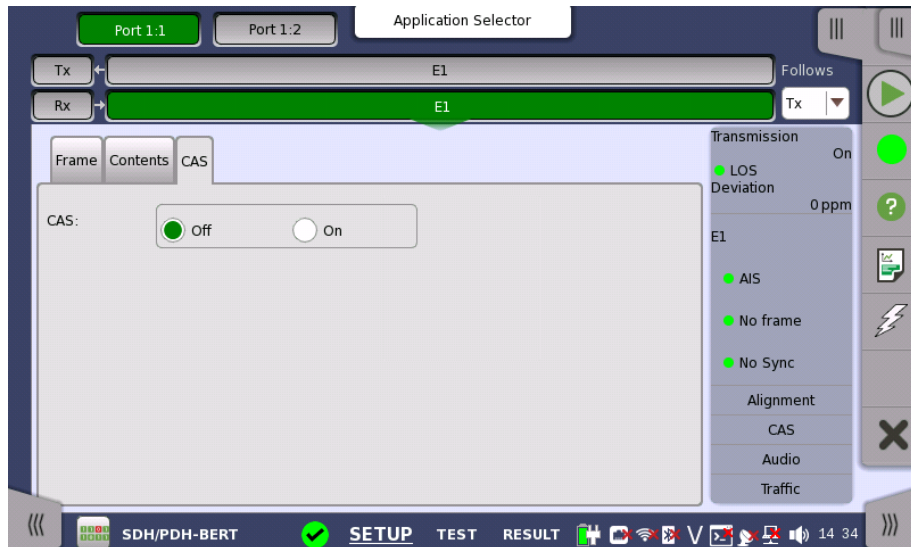 Port 1:1
Port 1:2
Application Selector
Tx
E1
Follows
Rx
E1
Tx
Frame
Contents
CAS
CAS:
Off
On
Transmission
On
LOS
Deviation
0 ppm
E1
AIS
No frame
No Sync
Alignment
CAS
Audio
Traffic
SDH/PDH-BERT
SETUP
TEST
RESULT
V
14 34